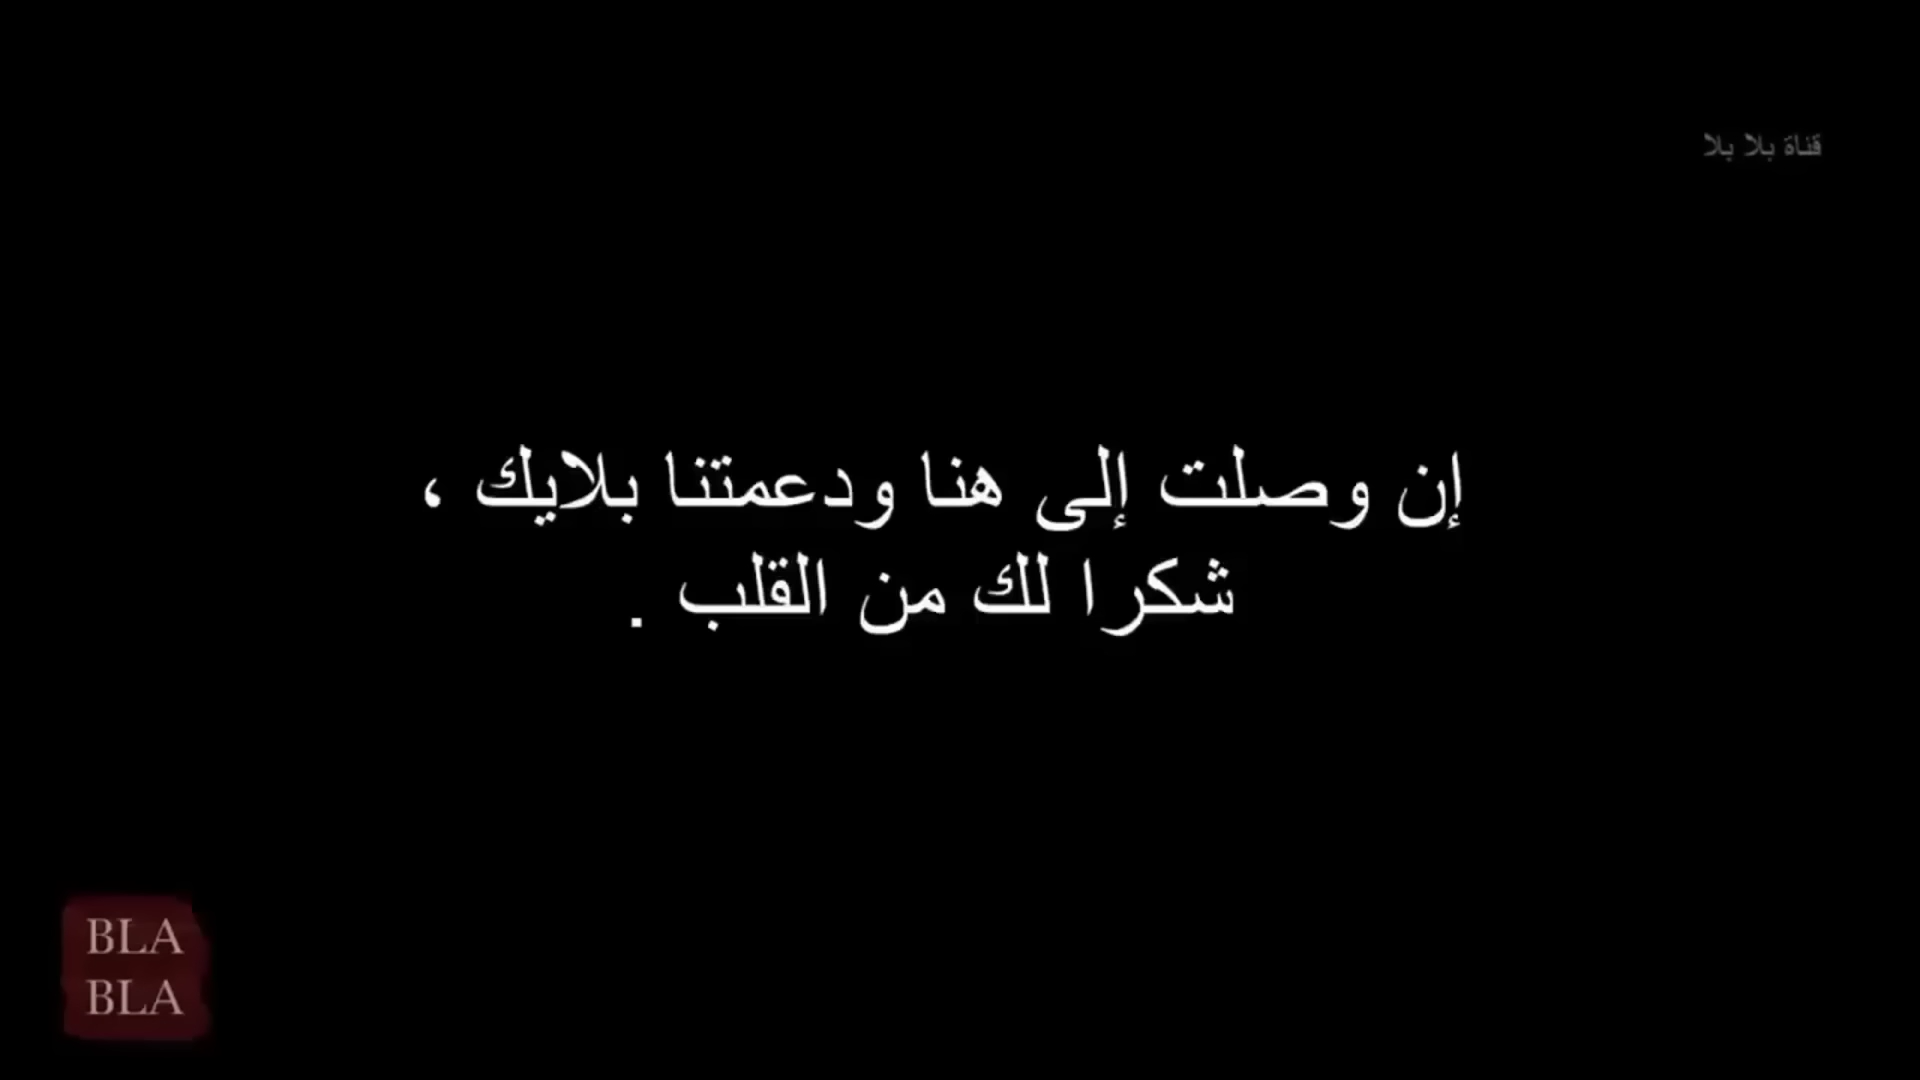 قناة بلا بلا
إن وصلت إلى هنا ودعمتنا بلايك ،
شكرا لك من القلب .
BLA
BLA